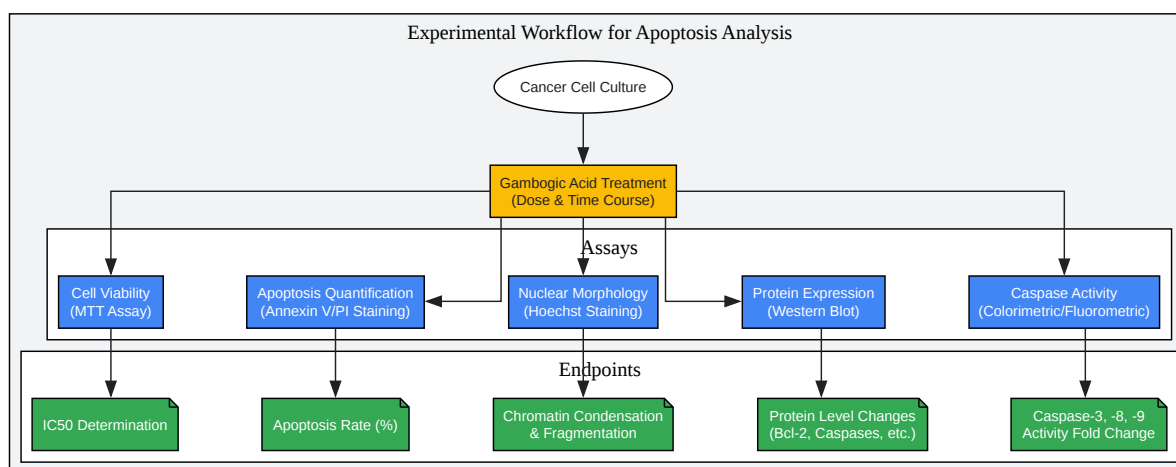 Experimental Workflow for Apoptosis Analysis
Cancer Cell Culture
Gambogic Acid Treatment
(Dose & Time Course)
Assays
Cell Viability
(MTT Assay)
Apoptosis Quantification
(Annexin V/PI Staining)
Nuclear Morphology
(Hoechst Staining)
Protein Expression
(Western Blot)
Caspase Activity
(Colorimetric/Fluorometric)
Endpoints
IC50 Determination
Apoptosis Rate (%)
Chromatin Condensation
& Fragmentation
Protein Level Changes
(Bcl-2, Caspases, etc.)
Caspase-3, -8, -9
Activity Fold Change